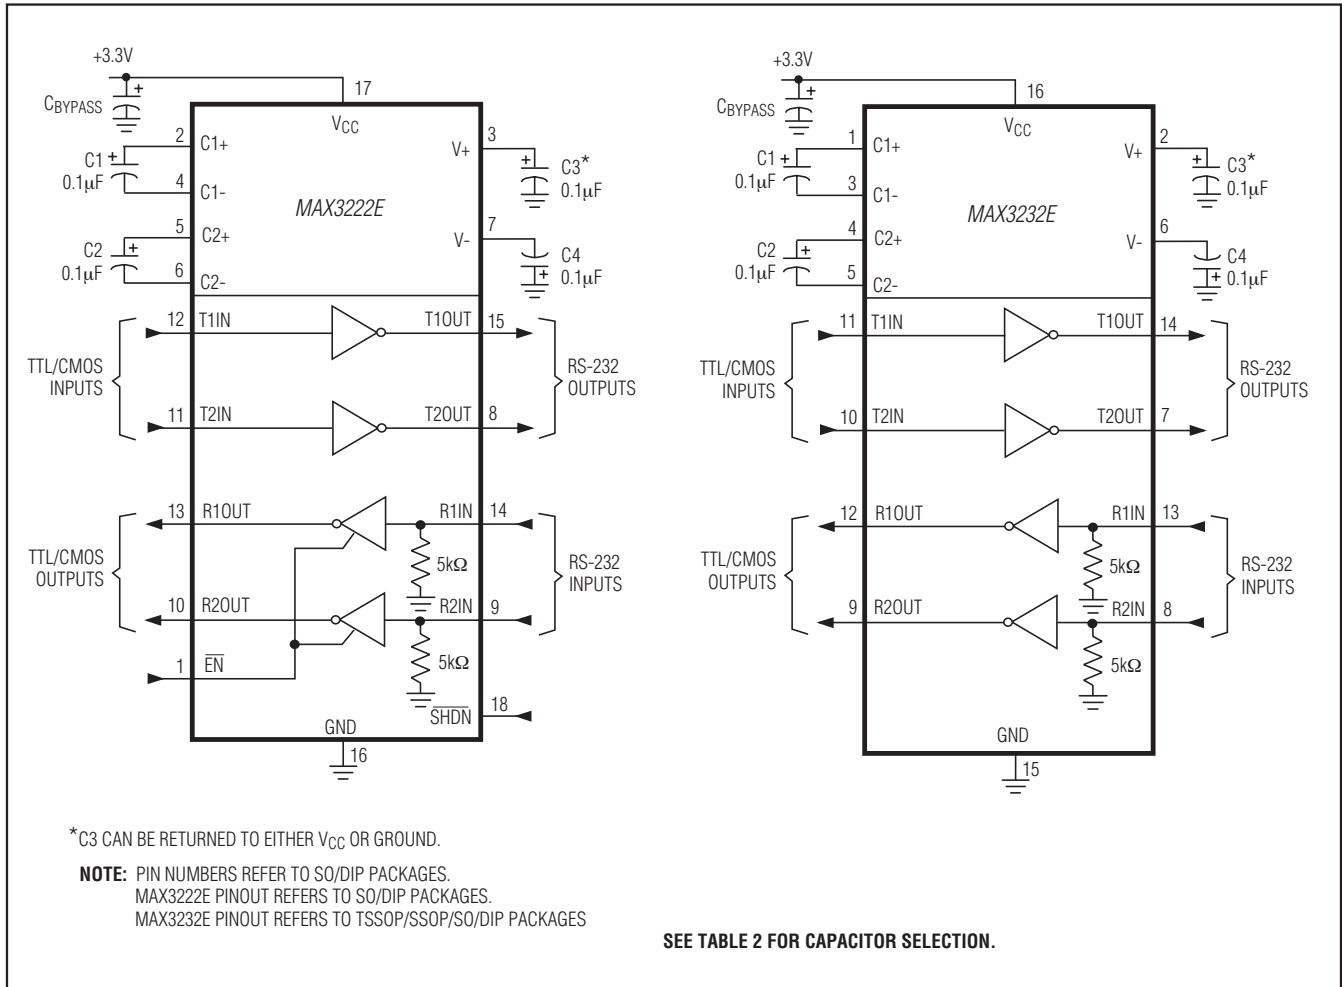 +3.3V
CBYPASS
17
VCC
2
C1+
C1
0.1µF
4
C1-
5
C2+
C2
0.1µF
6
C2-
MAX3222E
3
V+
C3*
0.1µF
7
V-
C4
0.1µF
12
T1IN
T1OUT
15
TTL/CMOS
INPUTS
RS-232
OUTPUTS
11
T2IN
T2OUT
8
13
R1OUT
R1IN
14
5kΩ
TTL/CMOS
OUTPUTS
RS-232
INPUTS
10
R2OUT
R2IN
9
5kΩ
1
EN
SHDN
18
GND
16
+3.3V
CBYPASS
16
VCC
1
C1+
C1
0.1µF
3
C1-
4
C2+
C2
0.1µF
5
C2-
MAX3232E
2
V+
C3*
0.1µF
6
V-
C4
0.1µF
11
T1IN
T1OUT
14
TTL/CMOS
INPUTS
RS-232
OUTPUTS
10
T2IN
T2OUT
7
12
R1OUT
R1IN
13
5kΩ
TTL/CMOS
OUTPUTS
RS-232
INPUTS
9
R2OUT
R2IN
8
5kΩ
GND
15
*C3 CAN BE RETURNED TO EITHER VCC OR GROUND.
NOTE: PIN NUMBERS REFER TO SO/DIP PACKAGES.
MAX3222E PINOUT REFERS TO SO/DIP PACKAGES.
MAX3232E PINOUT REFERS TO TSSOP/SSOP/SO/DIP PACKAGES
SEE TABLE 2 FOR CAPACITOR SELECTION.